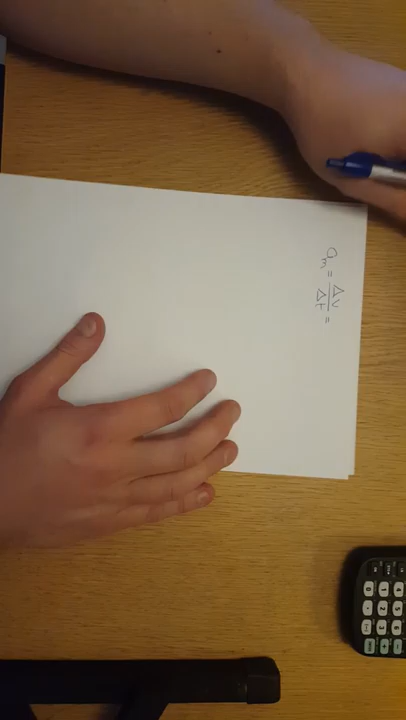 a_m = Δv/Δt =